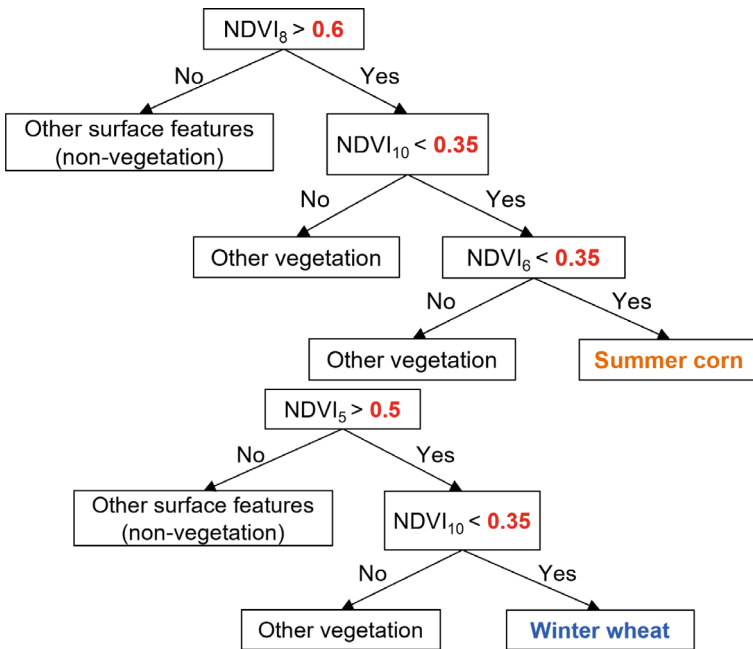 NDVI₈ > 0.6
No
Yes
Other surface features
(non-vegetation)
NDVI₁₀ < 0.35
No
Yes
Other vegetation
NDVI₆ < 0.35
No
Yes
Other vegetation
Summer corn
NDVI₅ > 0.5
No
Yes
Other surface features
(non-vegetation)
NDVI₁₀ < 0.35
No
Yes
Other vegetation
Winter wheat